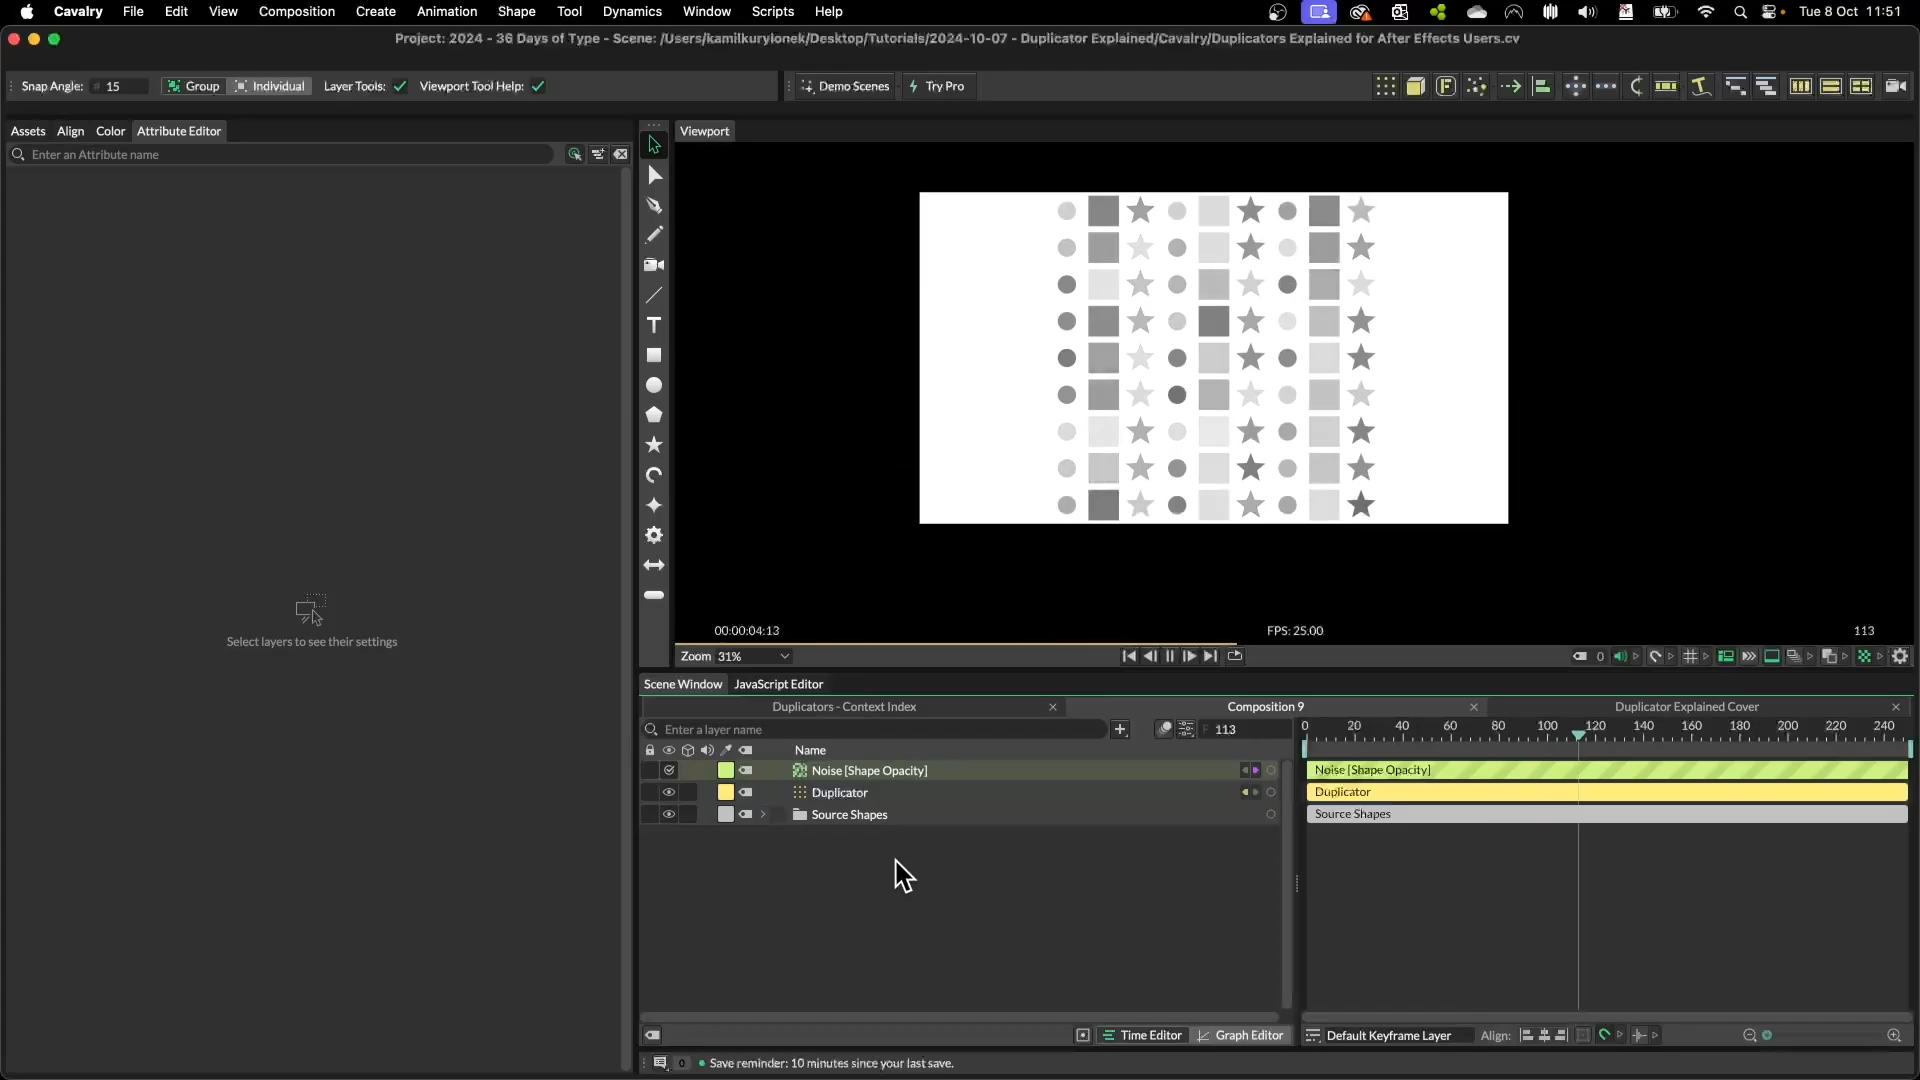 Cavalry File Edit View Composition Create Animation Shape Tool Dynamics Window Scripts Help Tue 8 Oct 11:51
Project: 2024 - 36 Days of Type - Scene: /Users/kamilkurylonek/Desktop/Tutorials/2024-10-07 - Duplicator Explained/Cavalry/Duplicators Explained for After Effects Users.cv
Snap Angle: 15 Group Individual Layer Tools: Viewport Tool Help: Demo Scenes Try Pro
Assets Align Color Attribute Editor Viewport
Enter an Attribute name
Select layers to see their settings
00:00:04:13 FPS: 25.00 113
Zoom 31% 0
Scene Window JavaScript Editor
Duplicators - Context Index Composition 9 Duplicator Explained Cover
Enter a layer name F 113 0 20 40 60 80 100 120 140 160 180 200 220 240
Name
Noise [Shape Opacity] Noise [Shape Opacity]
Duplicator Duplicator
Source Shapes Source Shapes
Time Editor Graph Editor Default Keyframe Layer Align:
0 Save reminder: 10 minutes since your last save.